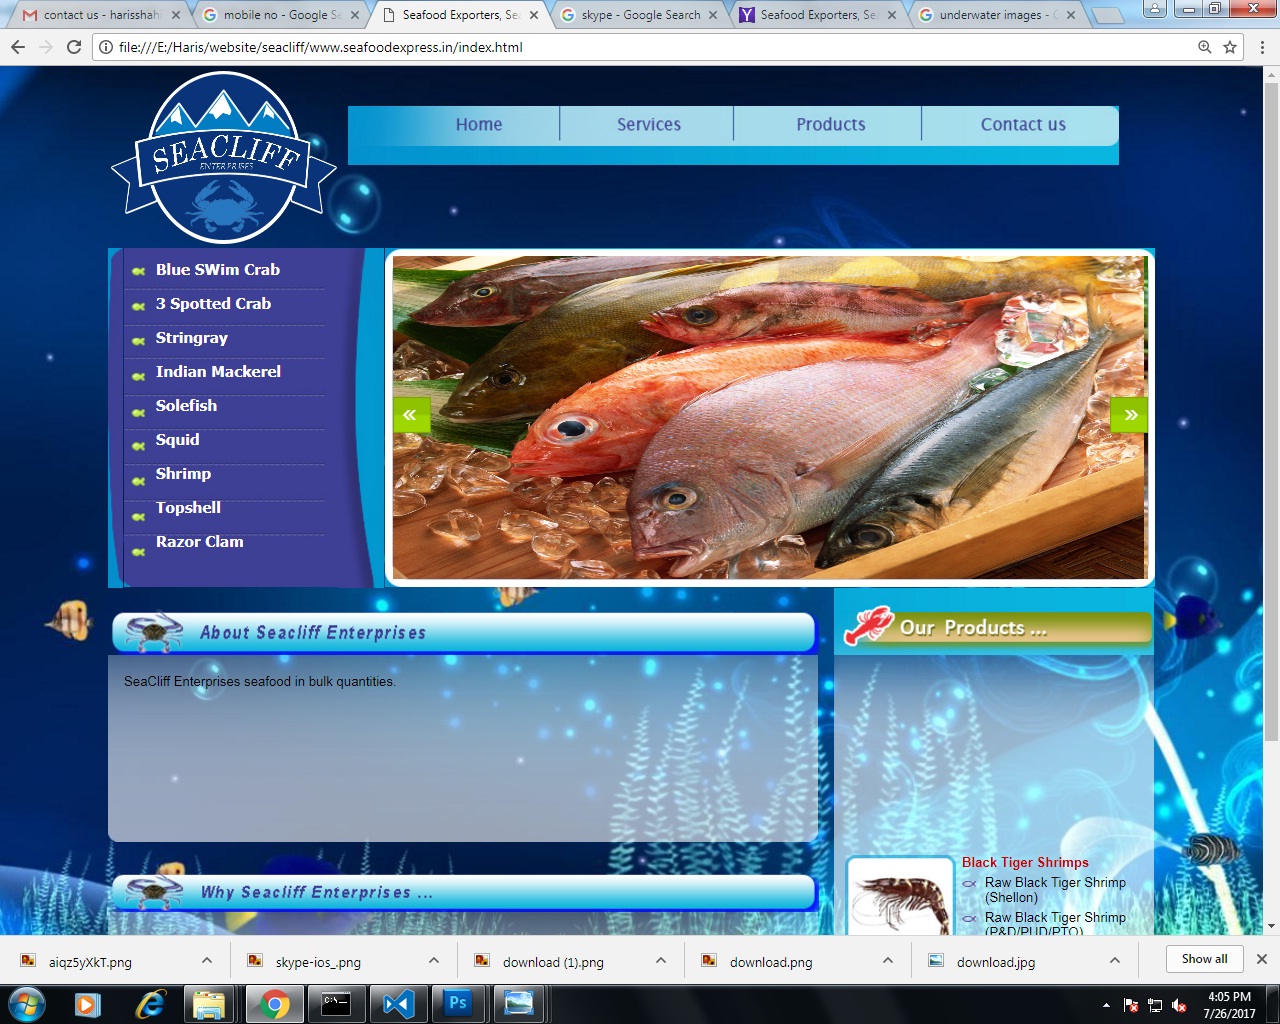 contact us - harisshah
mobile no - Google Se
Seafood Exporters, Sea
skype - Google Search
Seafood Exporters, Sea
underwater images - G
file:///E:/Haris/website/seacliff/www.seafoodexpress.in/index.html
SEACLIFF
ENTERPRISES
Home
Services
Products
Contact us
Blue SWim Crab
3 Spotted Crab
Stringray
Indian Mackerel
Solefish
Squid
Shrimp
Topshell
Razor Clam
About Seacliff Enterprises
SeaCliff Enterprises seafood in bulk quantities.
Why Seacliff Enterprises ...
Our Products ...
Black Tiger Shrimps
Raw Black Tiger Shrimp
(Shellon)
Raw Black Tiger Shrimp
(P&D/PUD/PTO)
aiqz5yXkT.png
skype-ios_.png
download (1).png
download.png
download.jpg
Show all
C:\
Ps
4:05 PM
7/26/2017